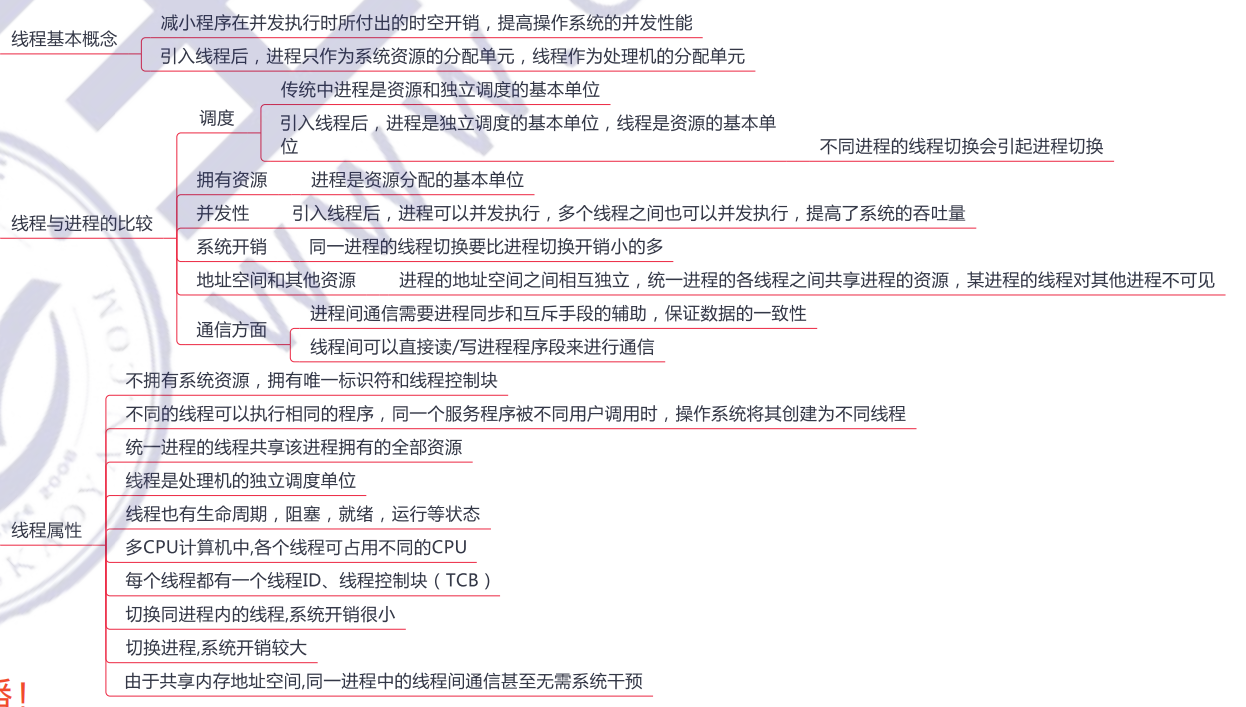 线程基本概念
减小程序在并发执行时所付出的时空开销，提高操作系统的并发性能
引入线程后，进程只作为系统资源的分配单元，线程作为处理机的分配单元
线程与进程的比较
调度
传统中进程是资源和独立调度的基本单位
引入线程后，进程是独立调度的基本单位，线程是资源的基本单
位
不同进程的线程切换会引起进程切换
拥有资源
进程是资源分配的基本单位
并发性
引入线程后，进程可以并发执行，多个线程之间也可以并发执行，提高了系统的吞吐量
系统开销
同一进程的线程切换要比进程切换开销小的多
地址空间和其他资源
进程的地址空间之间相互独立，统一进程的各线程之间共享进程的资源，某进程的线程对其他进程不可见
通信方面
进程间通信需要进程同步和互斥手段的辅助，保证数据的一致性
线程间可以直接读/写进程程序段来进行通信
线程属性
不拥有系统资源，拥有唯一标识符和线程控制块
不同的线程可以执行相同的程序，同一个服务程序被不同用户调用时，操作系统将其创建为不同线程
统一进程的线程共享该进程拥有的全部资源
线程是处理机的独立调度单位
线程也有生命周期，阻塞，就绪，运行等状态
多CPU计算机中,各个线程可占用不同的CPU
每个线程都有一个线程ID、线程控制块（TCB）
切换同进程内的线程,系统开销很小
切换进程,系统开销较大
由于共享内存地址空间,同一进程中的线程间通信甚至无需系统干预
WWW.
.COM
2008
！